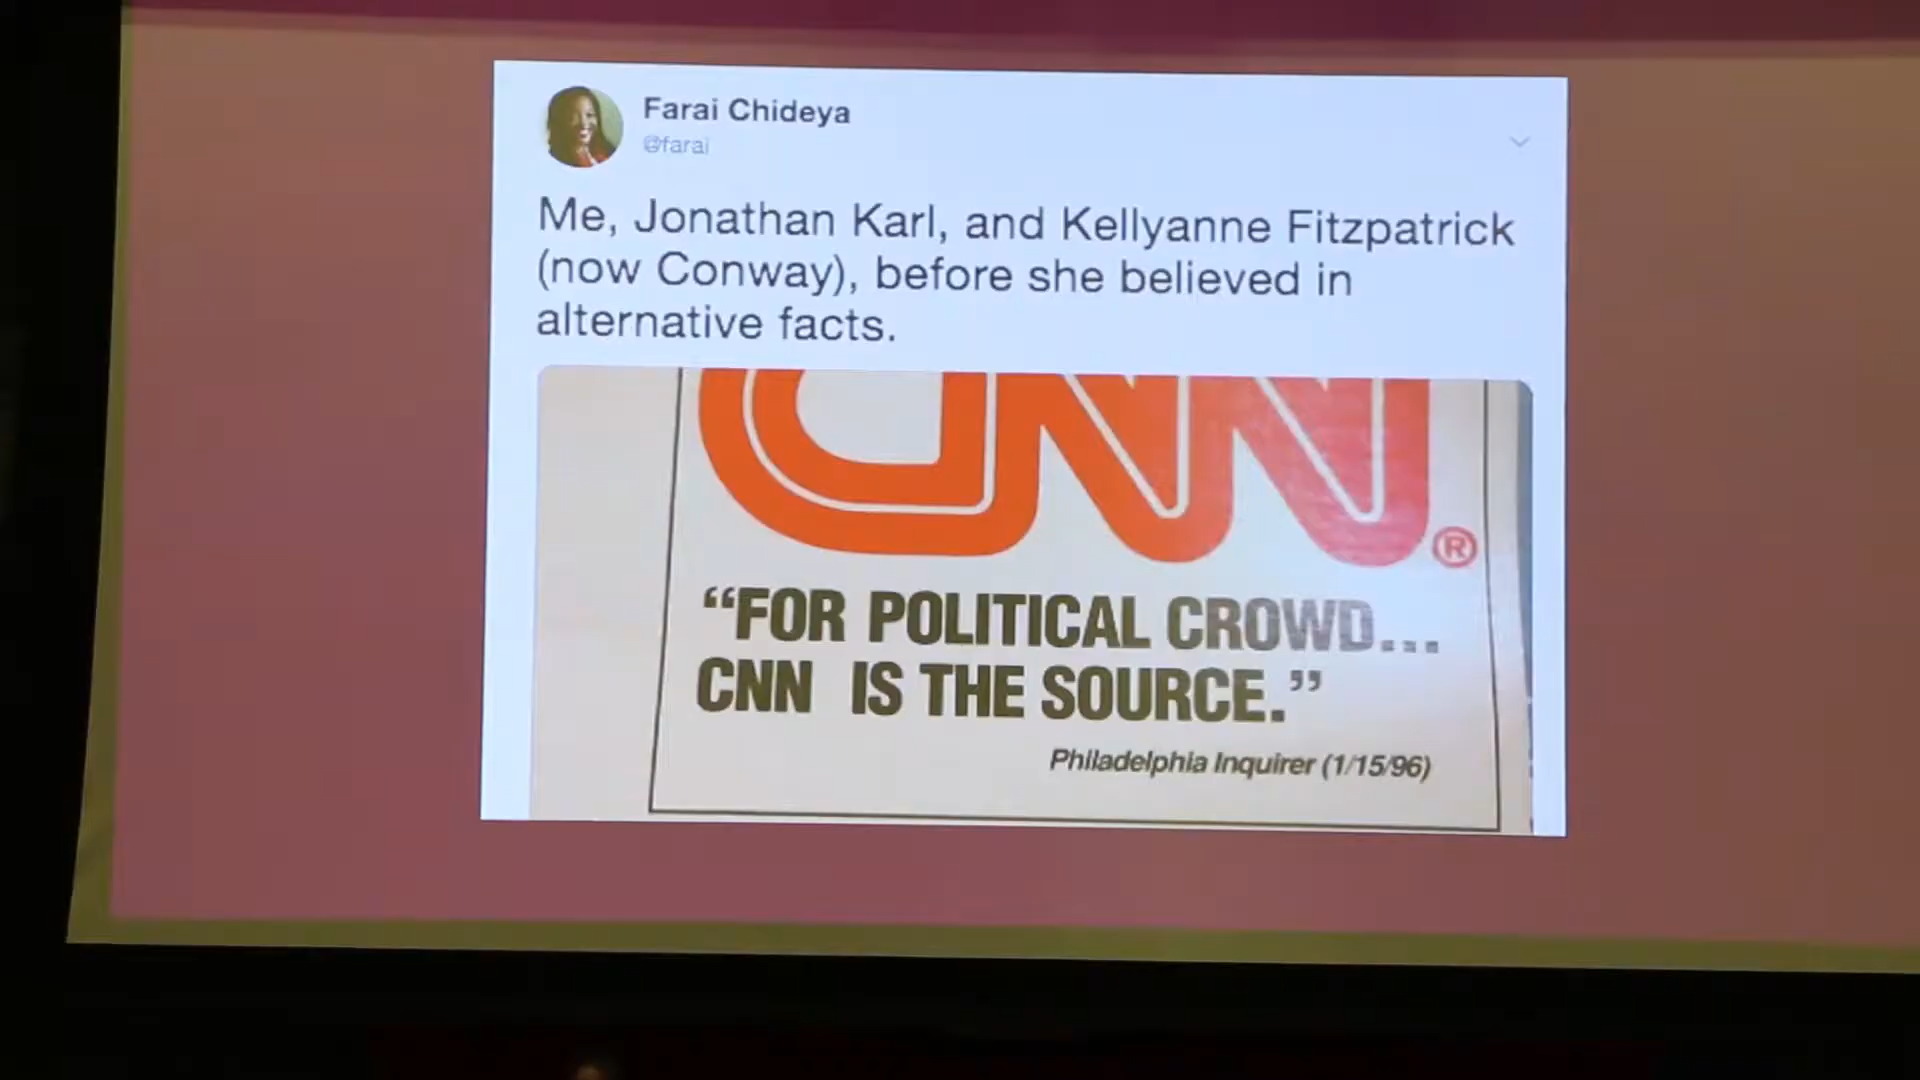 Farai Chideya
@farai
Me, Jonathan Karl, and Kellyanne Fitzpatrick
(now Conway), before she believed in
alternative facts.
CNN®
“FOR POLITICAL CROWD...
CNN IS THE SOURCE.”
Philadelphia Inquirer (1/15/96)